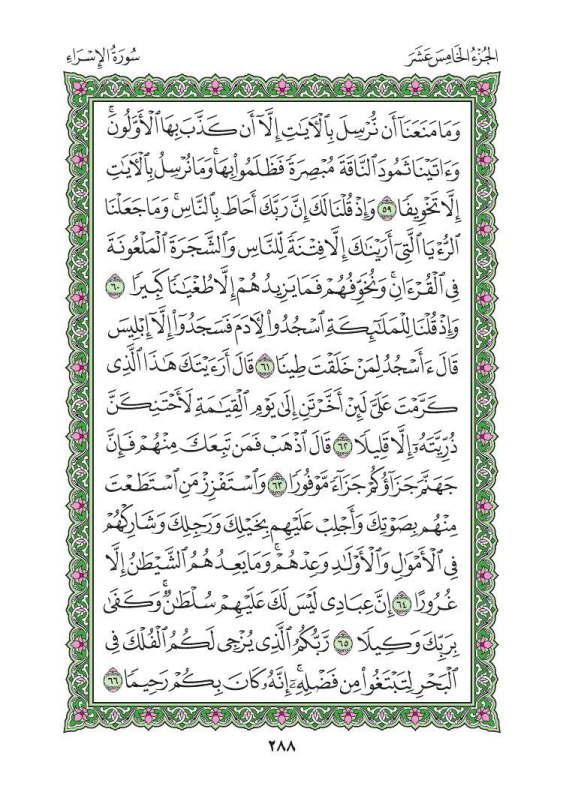 الجُزْءُ الخَامِسَ عَشَرَ
سُورَةُ الإِسْرَاءِ
وَمَا مَنَعَنَآ أَن نُّرْسِلَ بِٱلْأٓيَٰتِ إِلَّآ أَن كَذَّبَ بِهَا ٱلْأَوَّلُونَۚ
وَءَاتَيْنَا ثَمُودَ ٱلنَّاقَةَ مُبْصِرَةً فَظَلَمُوا۟ بِهَاۚ وَمَا نُرْسِلُ بِٱلْأٓيَٰتِ
إِلَّا تَخْوِيفًا ٥٩ وَإِذْ قُلْنَا لَكَ إِنَّ رَبَّكَ أَحَاطَ بِٱلنَّاسِۚ وَمَا جَعَلْنَا
ٱلرُّءْيَا ٱلَّتِىٓ أَرَيْنَٰكَ إِلَّا فِتْنَةً لِّلنَّاسِ وَٱلشَّجَرَةَ ٱلْمَلْعُونَةَ
فِى ٱلْقُرْءَانِۚ وَنُخَوِّفُهُمْ فَمَا يَزِيدُهُمْ إِلَّا طُغْيَٰنًا كَبِيرًا ٦٠
وَإِذْ قُلْنَا لِلْمَلَٰٓئِكَةِ ٱسْجُدُوا۟ لِأٓدَمَ فَسَجَدُوٓا۟ إِلَّآ إِبْلِيسَ
قَالَ ءَأَسْجُدُ لِمَنْ خَلَقْتَ طِينًا ٦١ قَالَ أَرَءَيْتَكَ هَٰذَا ٱلَّذِى
كَرَّمْتَ عَلَىَّ لَئِنْ أَخَّرْتَنِ إِلَىٰ يَوْمِ ٱلْقِيَٰمَةِ لَأَحْتَنِكَنَّ
ذُرِّيَّتَهُۥٓ إِلَّا قَلِيلًا ٦٢ قَالَ ٱذْهَبْ فَمَن تَبِعَكَ مِنْهُمْ فَإِنَّ
جَهَنَّمَ جَزَآؤُكُمْ جَزَآءً مَّوْفُورًا ٦٣ وَٱسْتَفْزِزْ مَنِ ٱسْتَطَعْتَ
مِنْهُم بِصَوْتِكَ وَأَجْلِبْ عَلَيْهِم بِخَيْلِكَ وَرَجِلِكَ وَشَارِكْهُمْ
فِى ٱلْأَمْوَٰلِ وَٱلْأَوْلَٰدِ وَعِدْهُمْۚ وَمَا يَعِدُهُمُ ٱلشَّيْطَٰنُ إِلَّا
غُرُورًا ٦٤ إِنَّ عِبَادِى لَيْسَ لَكَ عَلَيْهِمْ سُلْطَٰنٌۚ وَكَفَىٰ
بِرَبِّكَ وَكِيلًا ٦٥ رَّبُّكُمُ ٱلَّذِى يُزْجِى لَكُمُ ٱلْفُلْكَ فِى
ٱلْبَحْرِ لِتَبْتَغُوا۟ مِن فَضْلِهِۦٓۚ إِنَّهُۥ كَانَ بِكُمْ رَحِيمًا ٦٦
٢٨٨